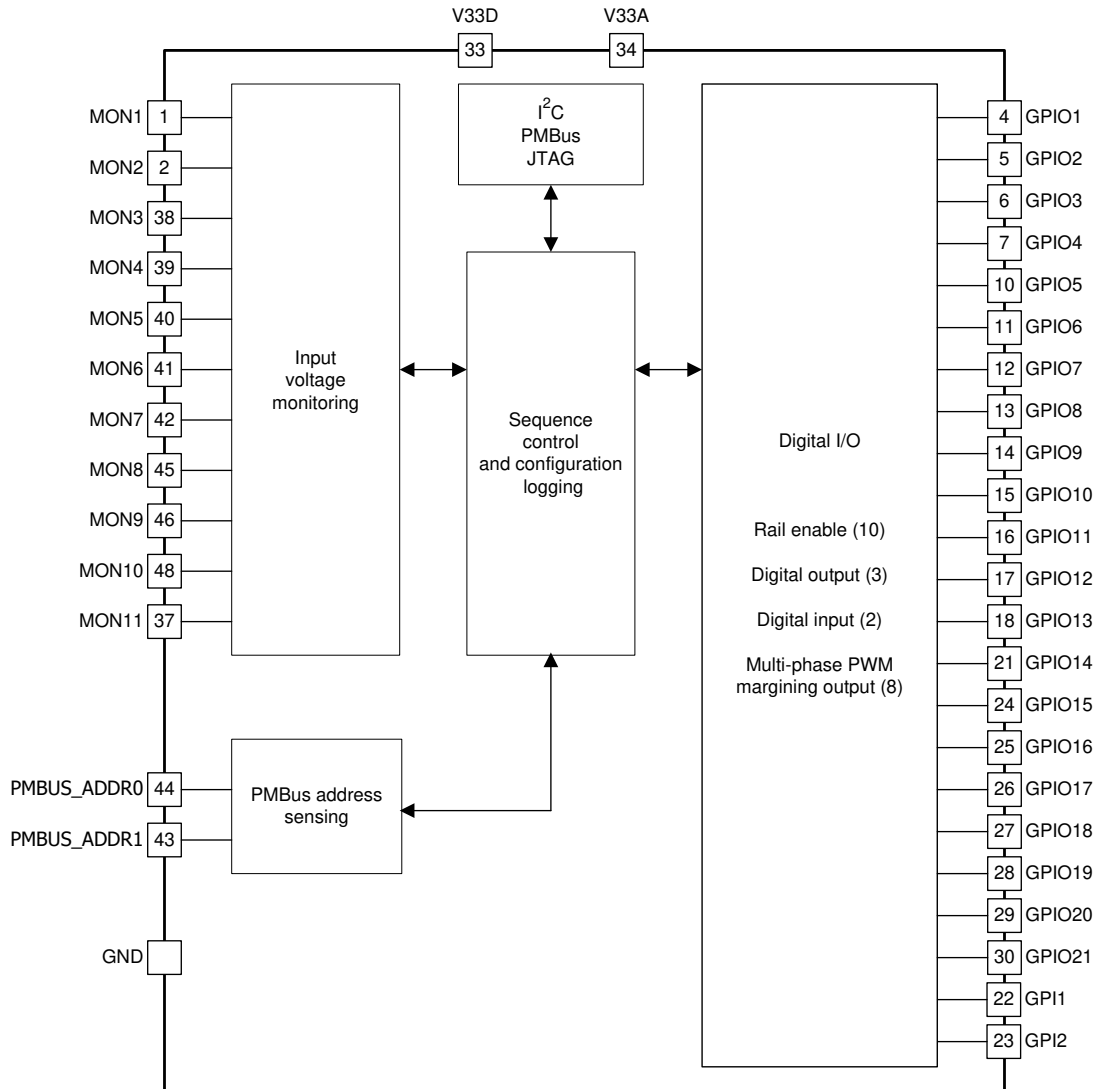 V33D
V33A
33
34
I²C
PMBus
JTAG
MON1 1
MON2 2
MON3 38
MON4 39
MON5 40
MON6 41
MON7 42
MON8 45
MON9 46
MON10 48
MON11 37
Input
voltage
monitoring
Sequence
control
and configuration
logging
Digital I/O
Rail enable (10)
Digital output (3)
Digital input (2)
Multi-phase PWM
margining output (8)
4 GPIO1
5 GPIO2
6 GPIO3
7 GPIO4
10 GPIO5
11 GPIO6
12 GPIO7
13 GPIO8
14 GPIO9
15 GPIO10
16 GPIO11
17 GPIO12
18 GPIO13
21 GPIO14
24 GPIO15
25 GPIO16
26 GPIO17
27 GPIO18
28 GPIO19
29 GPIO20
30 GPIO21
22 GPI1
23 GPI2
PMBUS_ADDR0 44
PMBUS_ADDR1 43
PMBus address
sensing
GND